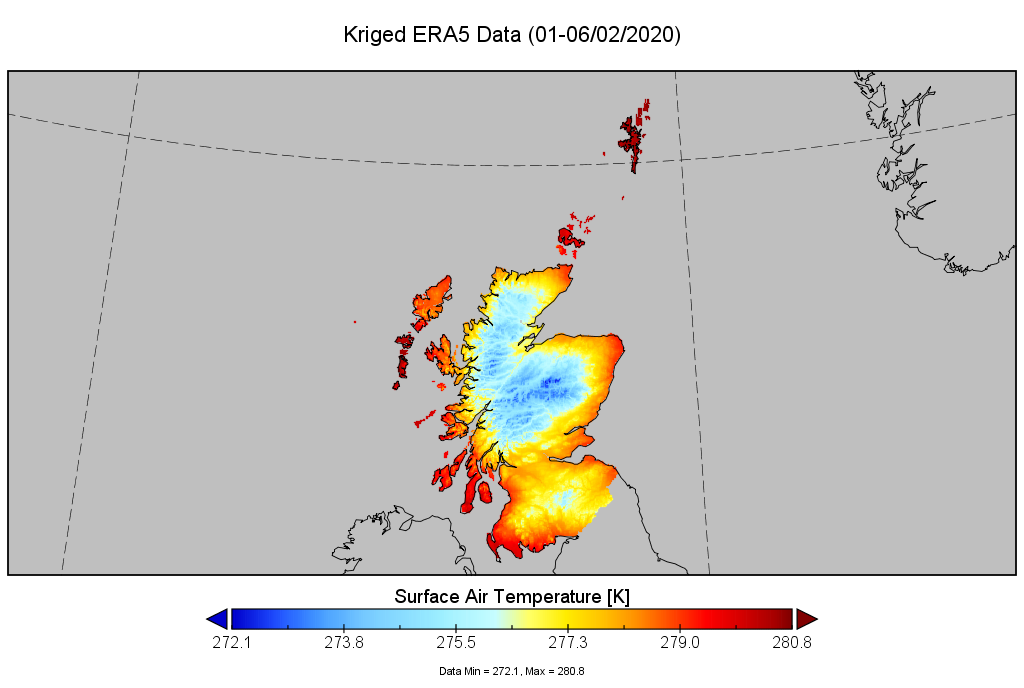 Kriged ERA5 Data (01-06/02/2020)
Surface Air Temperature [K]
272.1 273.8 275.5 277.3 279.0 280.8
Data Min = 272.1, Max = 280.8